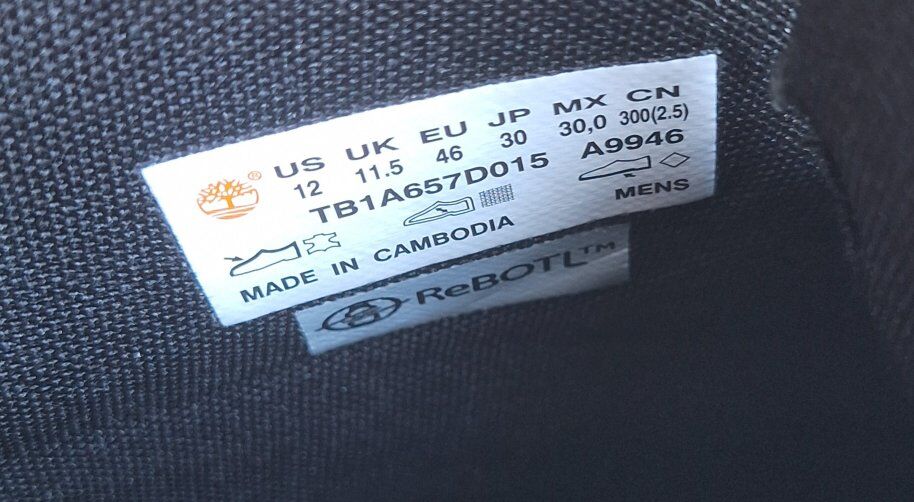 US UK EU JP MX CN
12 11.5 46 30 30,0 300(2.5)
TB1A657D015 A9946
MENS
MADE IN CAMBODIA
ReBOTL™